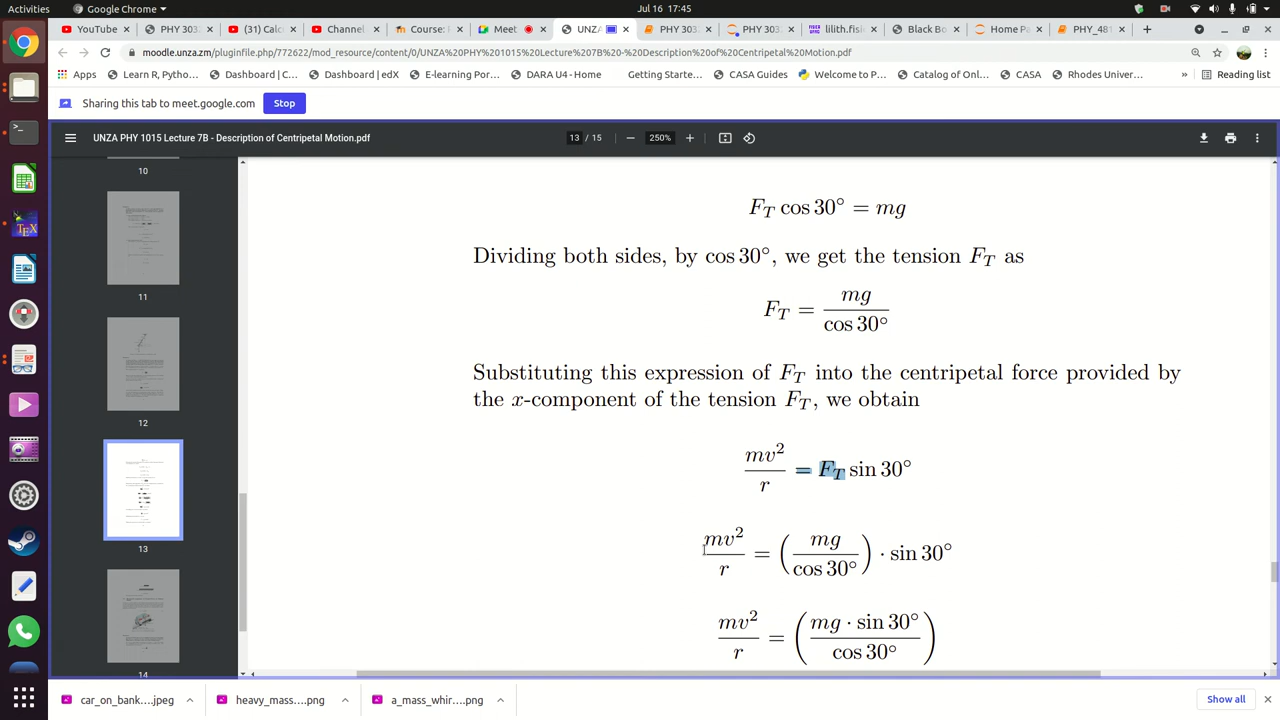 Activities
Google Chrome
Jul 16 17:45
YouTube
PHY 303
(31) Calc
Channel
Course:
Meet
UNZA
PHY 303
PHY 303
lilith.fisi
Black Bo
Home Pa
PHY_481
moodle.unza.zm/pluginfile.php/772622/mod_resource/content/0/UNZA%20PHY%201015%20Lecture%207B%20-%20Description%20of%20Centripetal%20Motion.pdf
Apps
Learn R, Pytho...
Dashboard | C...
Dashboard | edX
E-learning Por...
DARA U4 - Home
Getting Starte...
CASA Guides
Welcome to P...
Catalog of Onli...
CASA
Rhodes Univer...
»
Reading list
Sharing this tab to meet.google.com
Stop
UNZA PHY 1015 Lecture 7B - Description of Centripetal Motion.pdf
13 / 15
250%
10
11
12
13
14
F_T cos 30° = mg
Dividing both sides, by cos 30°, we get the tension F_T as
F_T = mg / cos 30°
Substituting this expression of F_T into the centripetal force provided by
the x-component of the tension F_T, we obtain
mv² / r = F_T sin 30°
mv² / r = (mg / cos 30°) · sin 30°
mv² / r = (mg · sin 30° / cos 30°)
car_on_bank....jpeg
heavy_mass....png
a_mass_whir....png
Show all